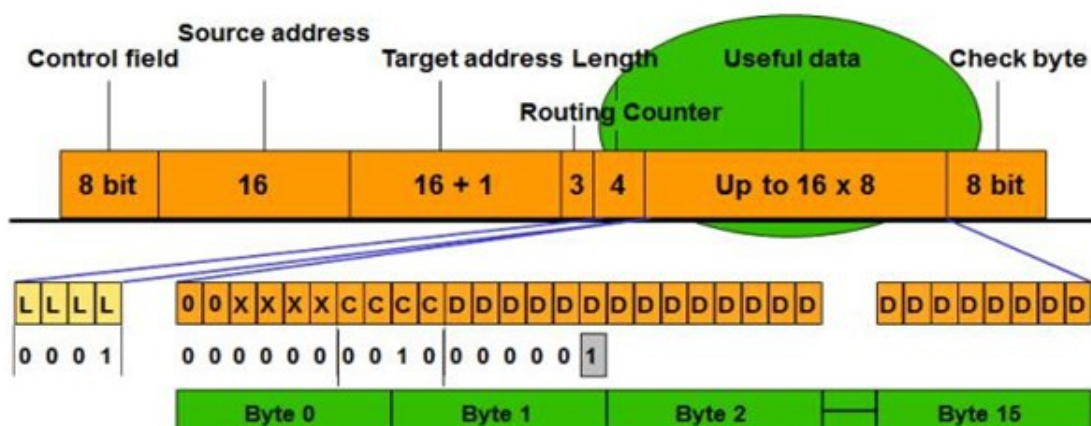 Source address
Control field Target address Length Useful data Check byte
Routing Counter
8 bit 16 16 + 1 3 4 Up to 16 x 8 8 bit
L L L L 0 0 X X X X C C C C D D D D D D D D D D D D D D D D D D D D D D
0 0 0 1 0 0 0 0 0 0 0 0 1 0 0 0 0 0 0 1
Byte 0 Byte 1 Byte 2 Byte 15